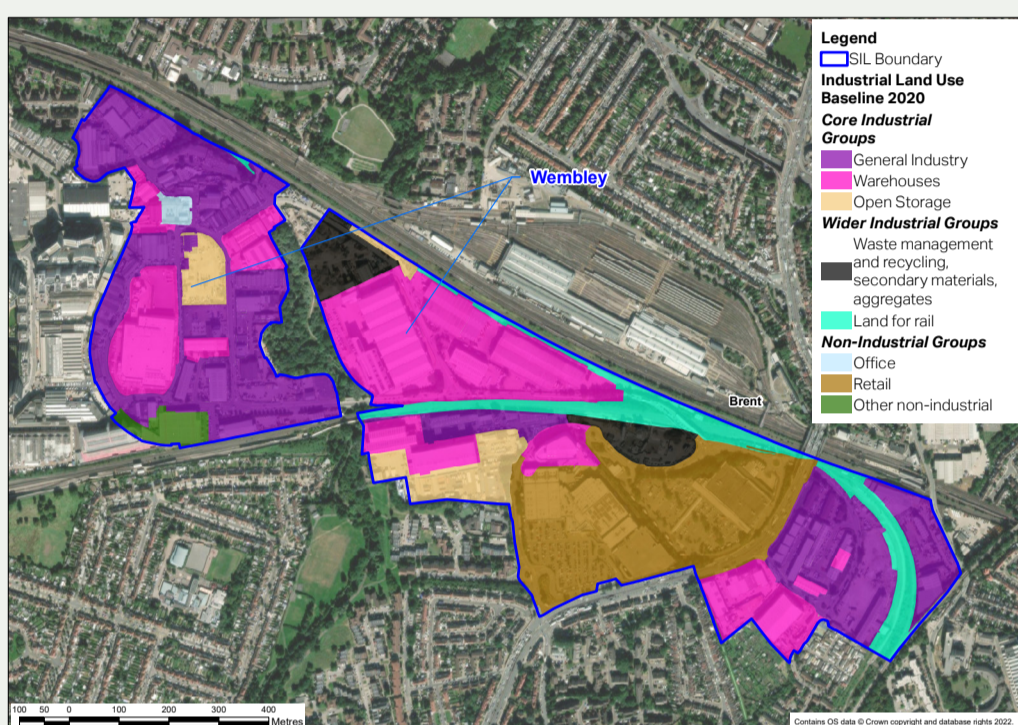 Legend
SIL Boundary
Industrial Land Use
Baseline 2020
Core Industrial
Groups
General Industry
Warehouses
Open Storage
Wider Industrial Groups
Waste management
and recycling,
secondary materials,
aggregates
Land for rail
Non-Industrial Groups
Office
Retail
Other non-industrial
Wembley
Brent
100 50 0 100 200 300 400
Metres
Contains OS data © Crown copyright and database rights 2022.